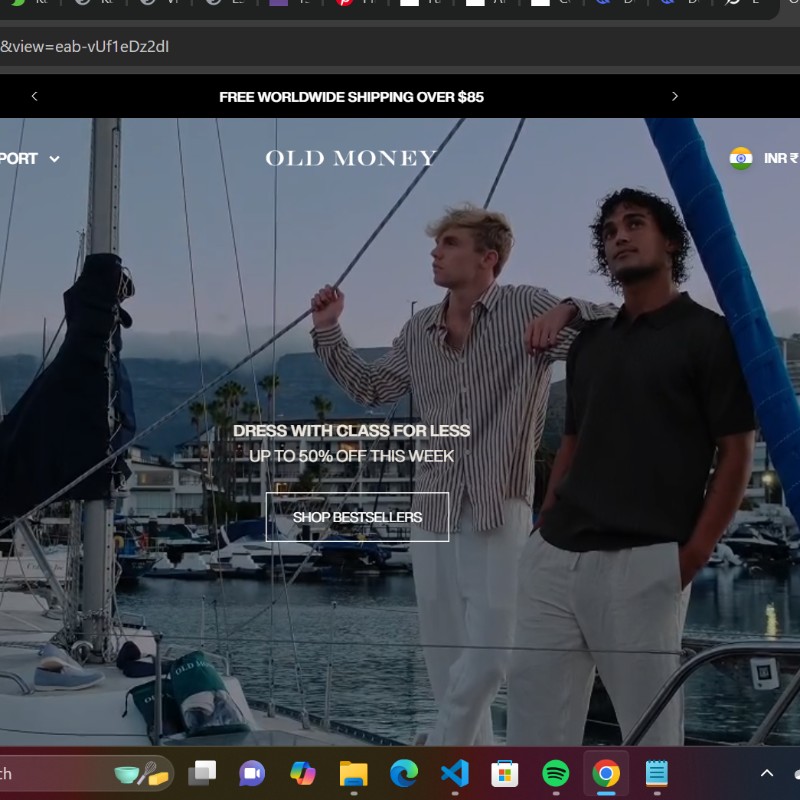 &view=eab-vUf1eDz2dI
FREE WORLDWIDE SHIPPING OVER $85
PORT
OLD MONEY
INR ₹
DRESS WITH CLASS FOR LESS
UP TO 50% OFF THIS WEEK
SHOP BESTSELLERS
OLD M
ch